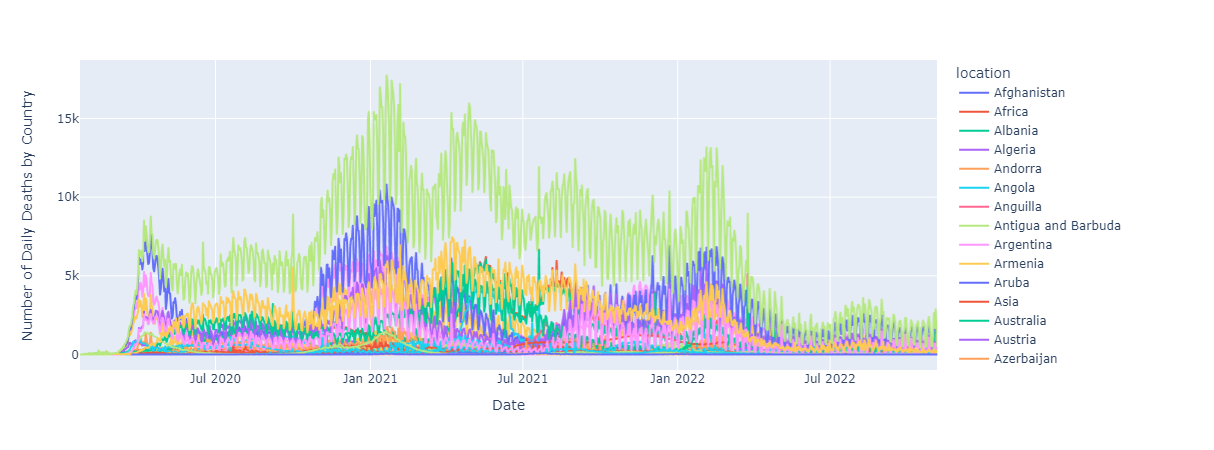 location
Afghanistan
Africa
Albania
Algeria
Andorra
Angola
Anguilla
Antigua and Barbuda
Argentina
Armenia
Aruba
Asia
Australia
Austria
Azerbaijan
Number of Daily Deaths by Country
15k
10k
5k
0
Jul 2020
Jan 2021
Jul 2021
Jan 2022
Jul 2022
Date